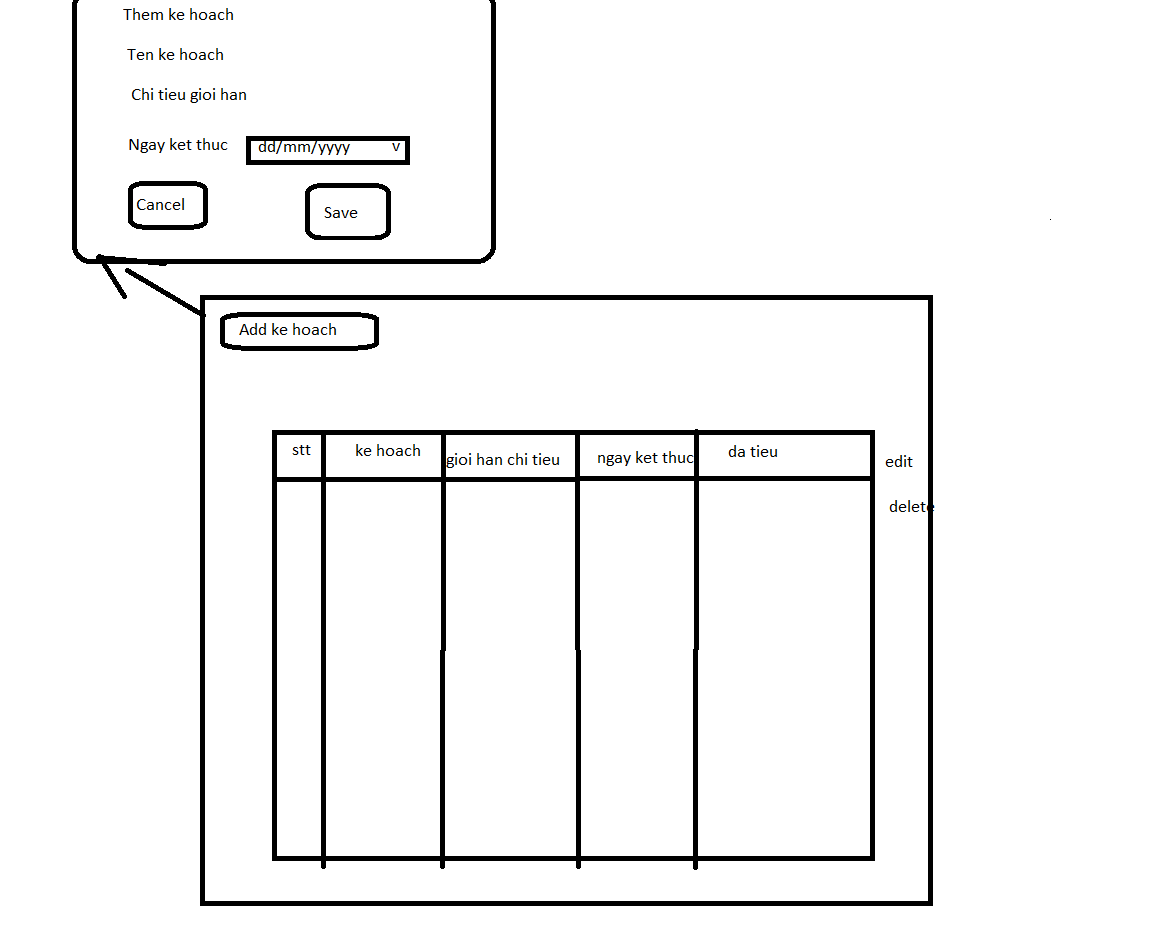 Them ke hoach
Ten ke hoach
Chi tieu gioi han
Ngay ket thuc dd/mm/yyyy v
Cancel Save
Add ke hoach
stt ke hoach gioi han chi tieu ngay ket thuc da tieu edit
delete